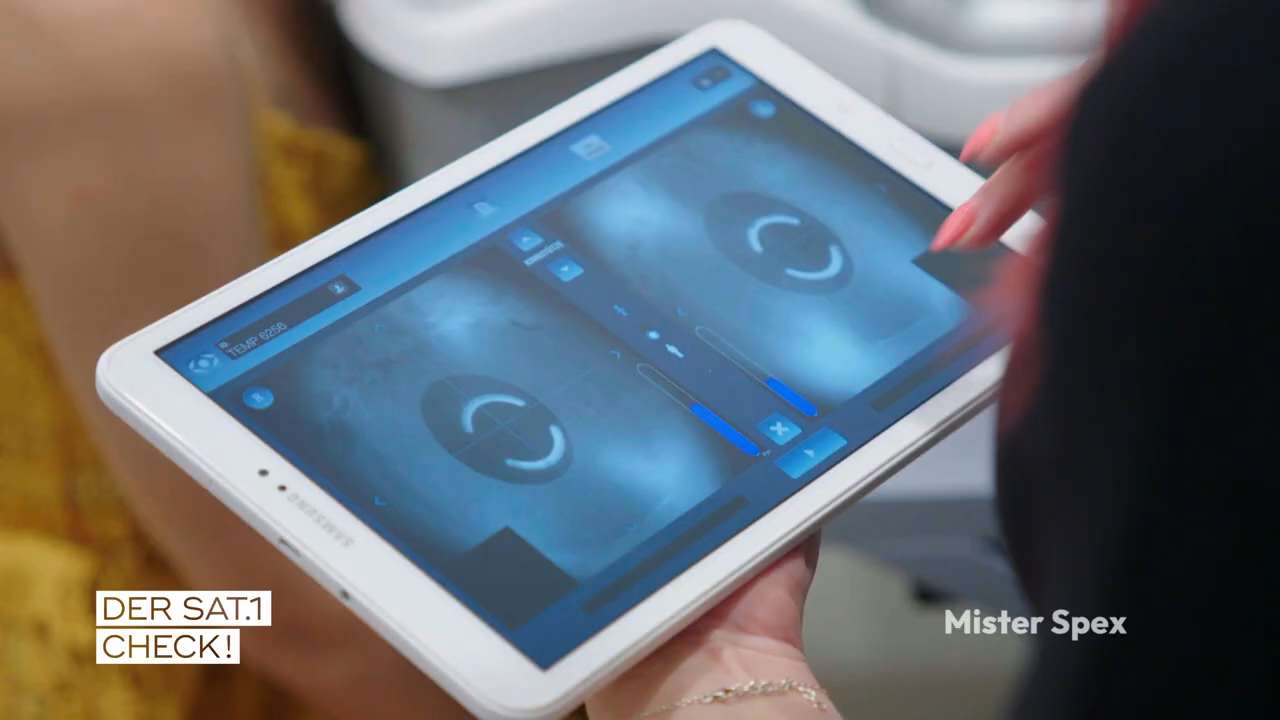 TEMP 6256
R
SAMSUNG
DER SAT.1
CHECK!
Mister Spex